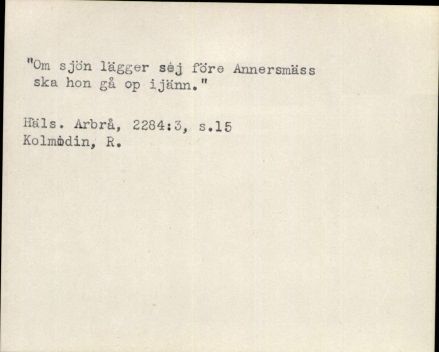 "Om sjön lägger sej före Annersmäss
ska hon gå op ijänn."
Häls. Arbrå, 2284:3, s.15
Kolmodin, R.